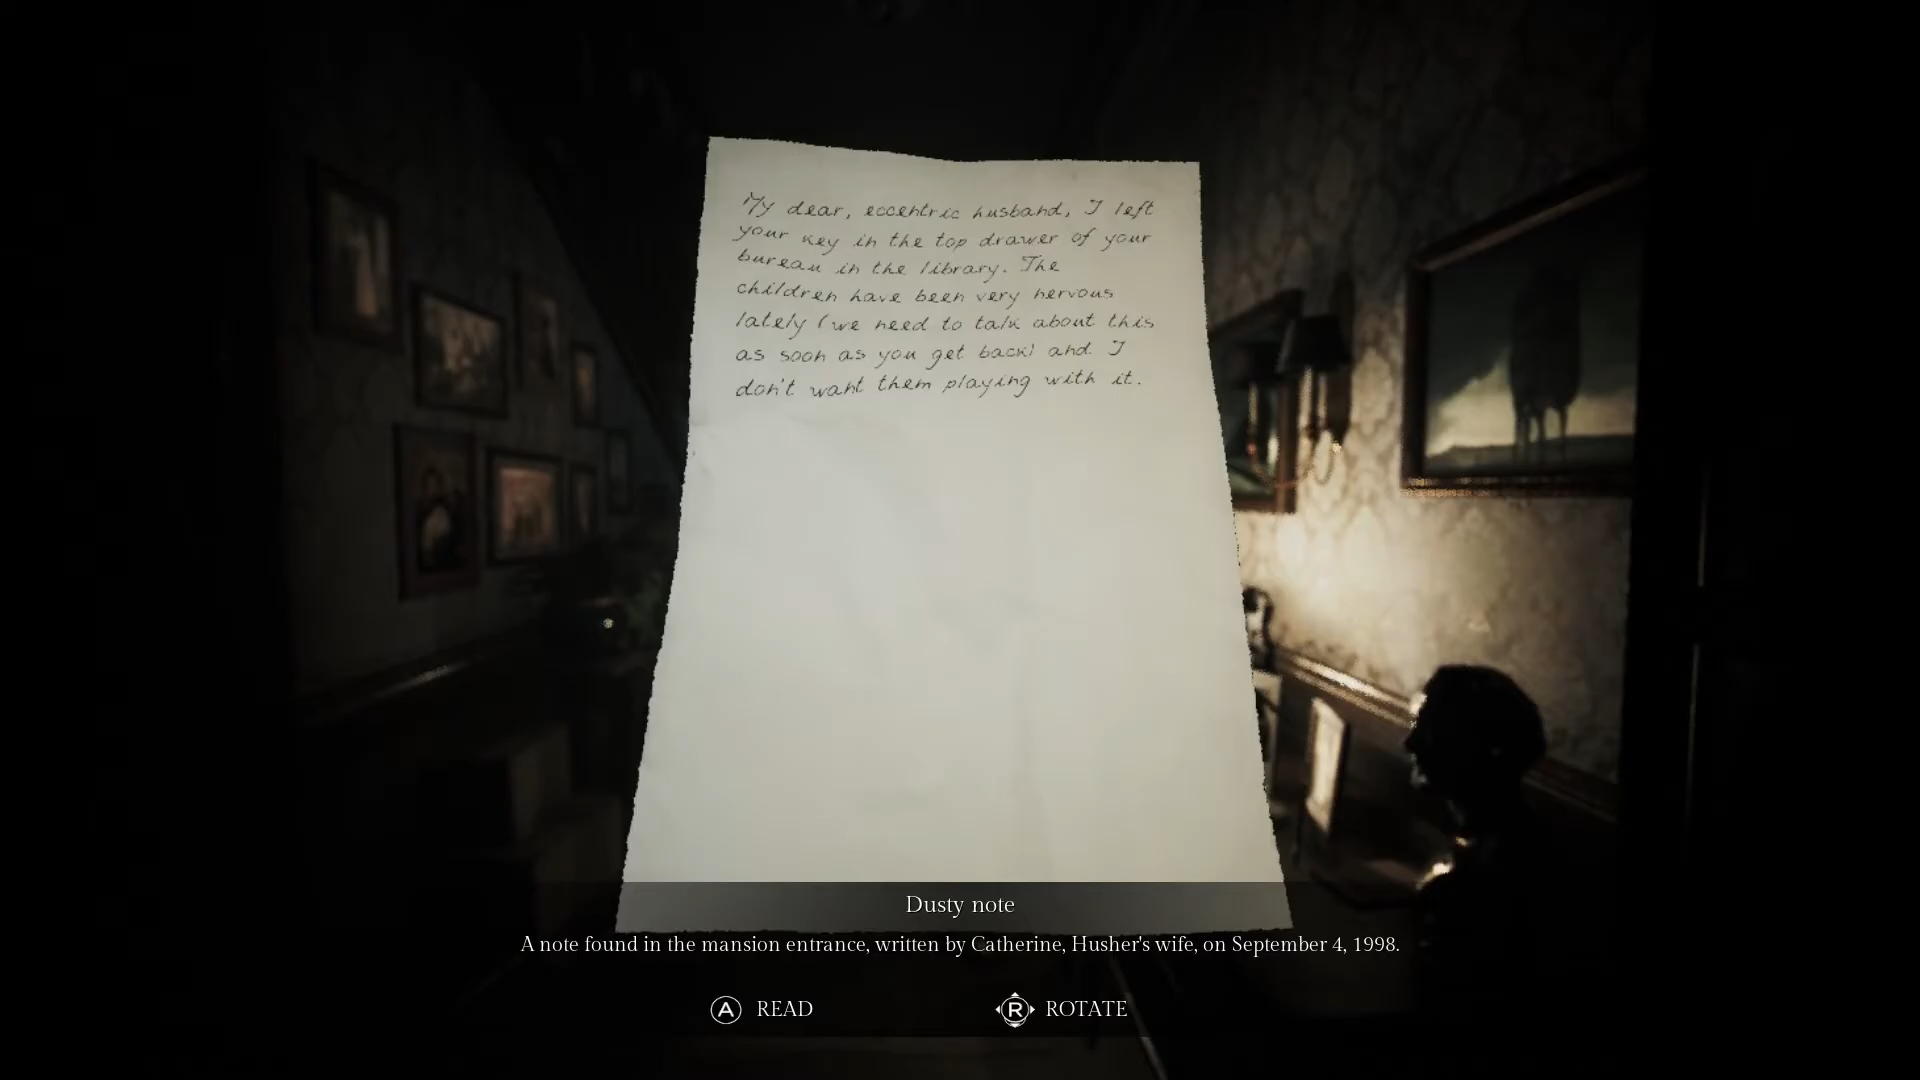 My dear, eccentric husband, I left
your key in the top drawer of your
bureau in the library. The
children have been very nervous
lately (we need to talk about this
as soon as you get back) and I
don't want them playing with it.
Dusty note
A note found in the mansion entrance, written by Catherine, Husher's wife, on September 4, 1998.
A READ R ROTATE